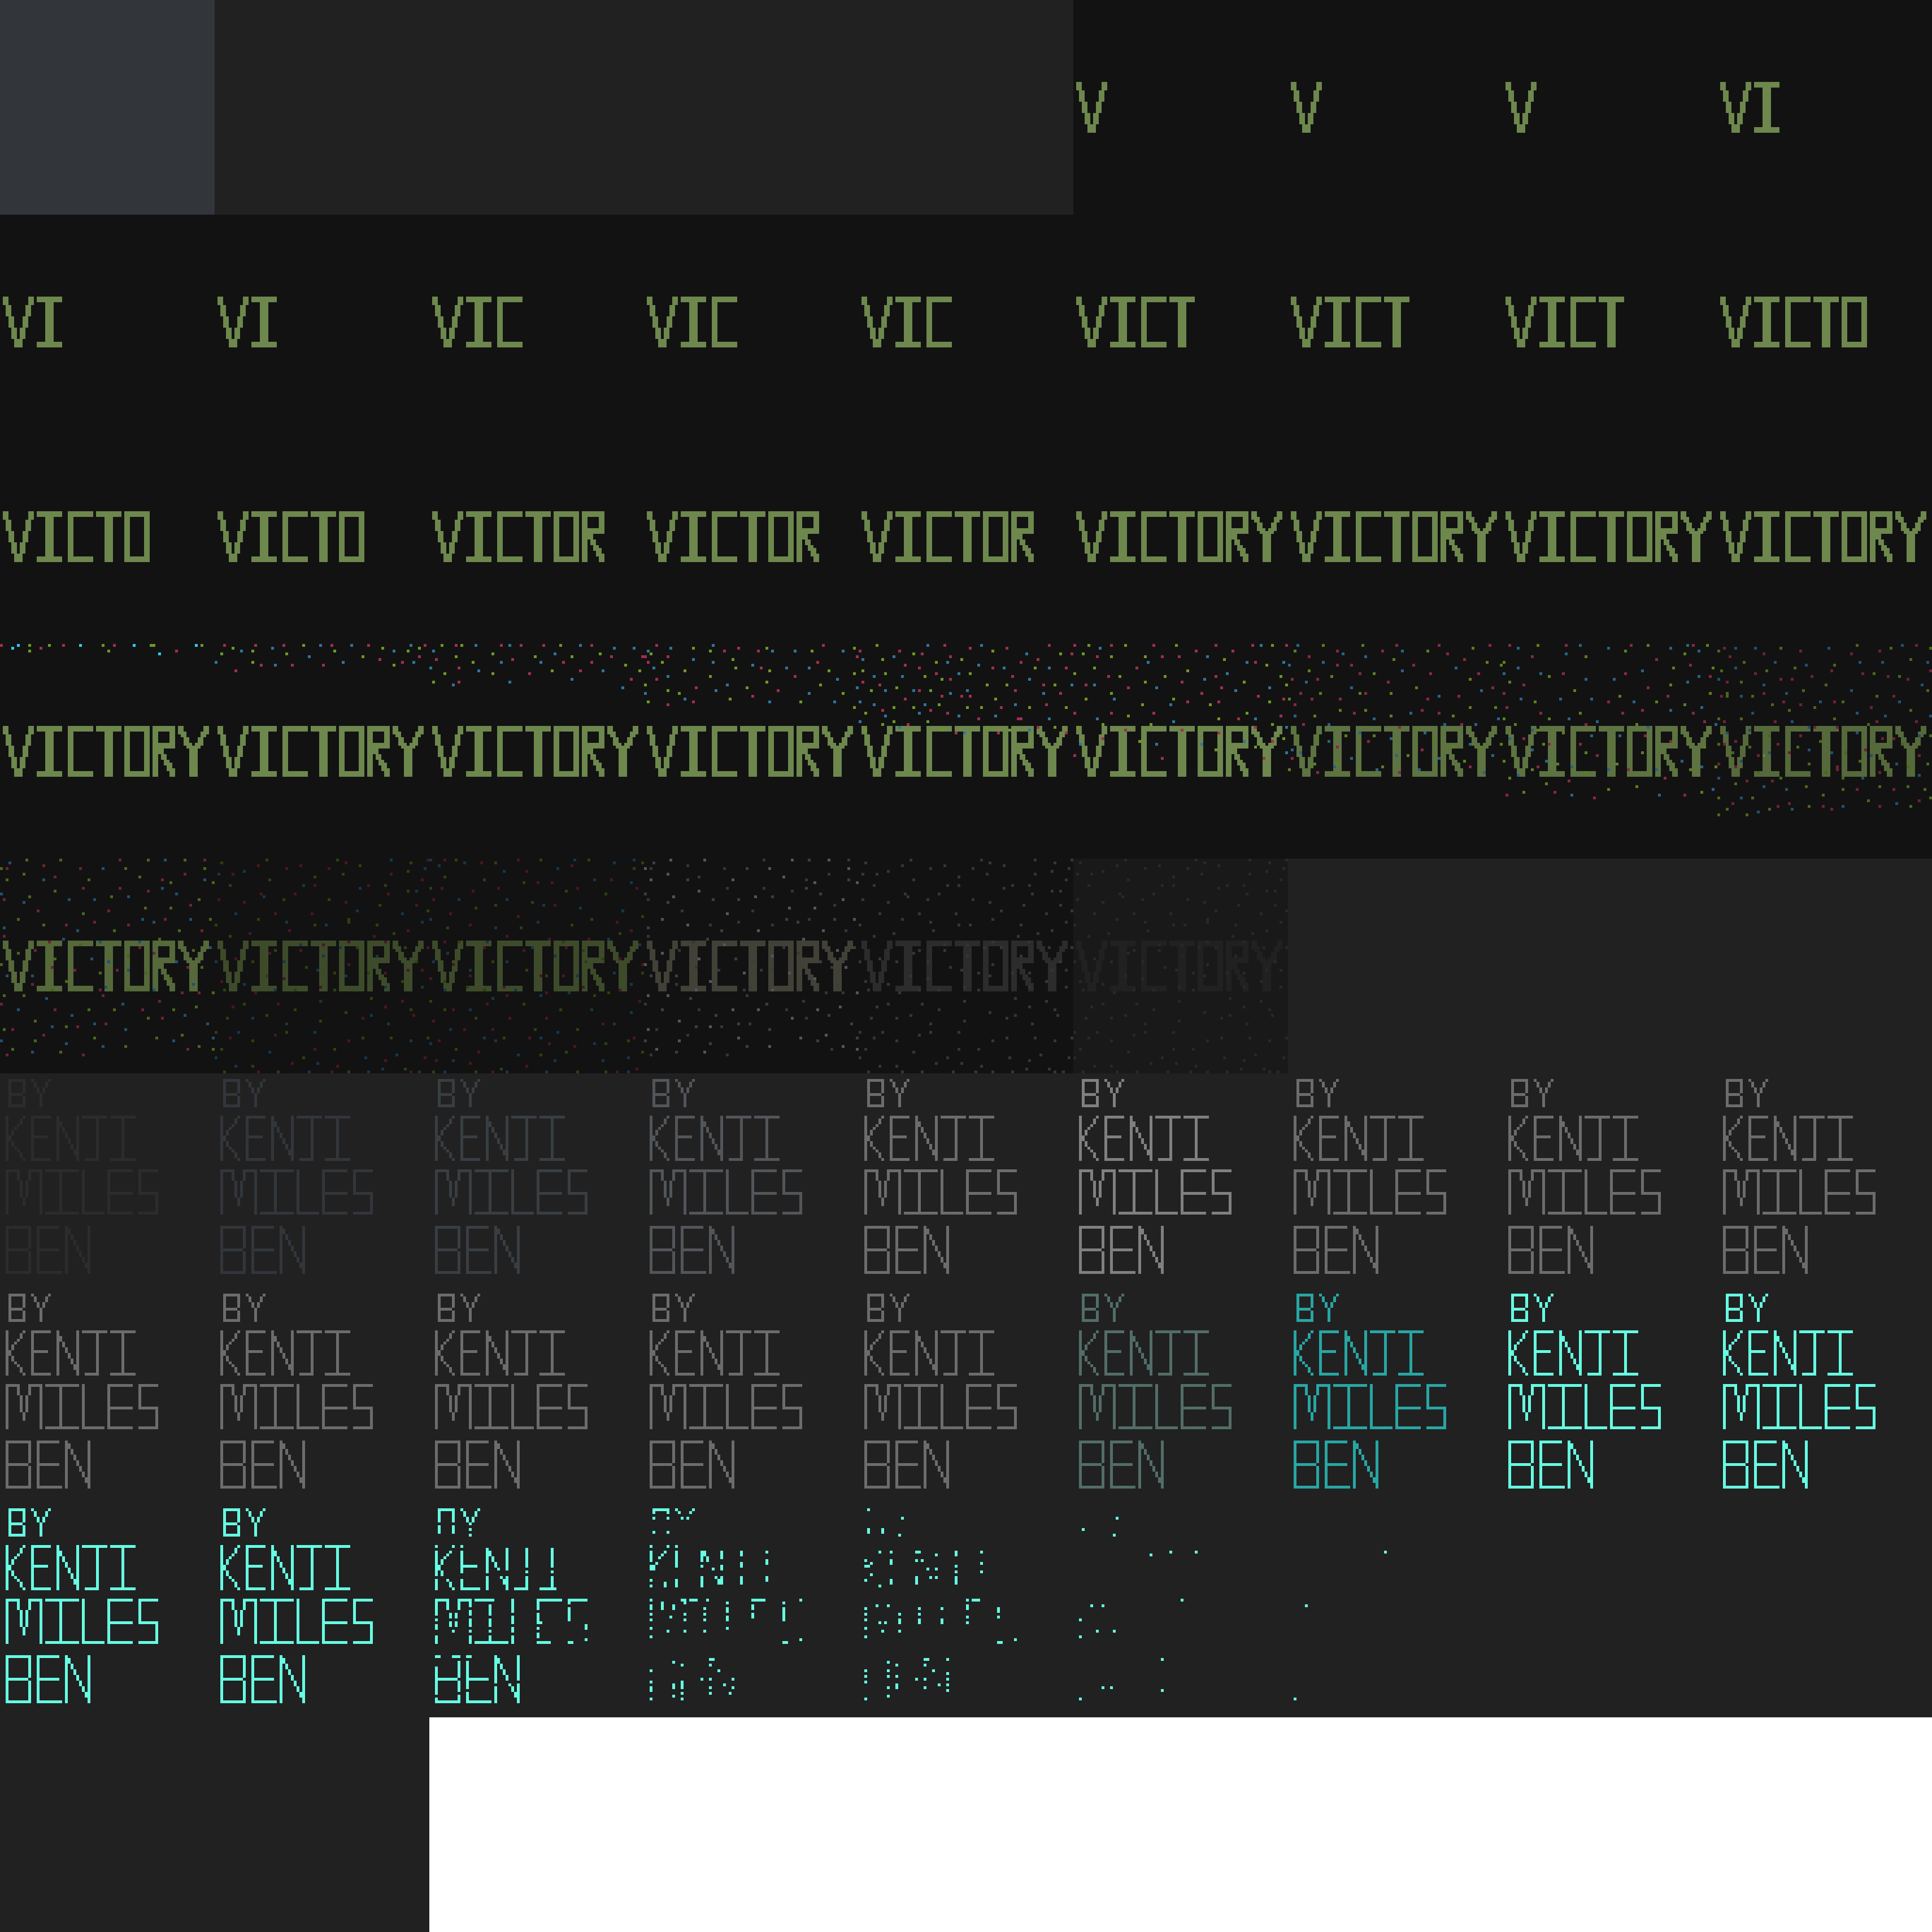 V V V VI
VI VI VIC VIC VIC VICT VICT VICT VICTO
VICTO VICTO VICTOR VICTOR VICTOR VICTORY VICTORY VICTORY VICTORY
VICTORY VICTORY VICTORY VICTORY VICTORY VICTORY VICTORY VICTORY VICTORY
VICTORY VICTORY VICTORY VICTORY VICTORY VICTORY
BY BY BY BY BY BY BY BY BY
KENJI KENJI KENJI KENJI KENJI KENJI KENJI KENJI KENJI
MILES MILES MILES MILES MILES MILES MILES MILES MILES
BEN BEN BEN BEN BEN BEN BEN BEN BEN
BY BY BY BY BY BY BY BY BY
KENJI KENJI KENJI KENJI KENJI KENJI KENJI KENJI KENJI
MILES MILES MILES MILES MILES MILES MILES MILES MILES
BEN BEN BEN BEN BEN BEN BEN BEN BEN
BY BY
KENJI KENJI KENJI
MILES MILES MILES
BEN BEN BEN